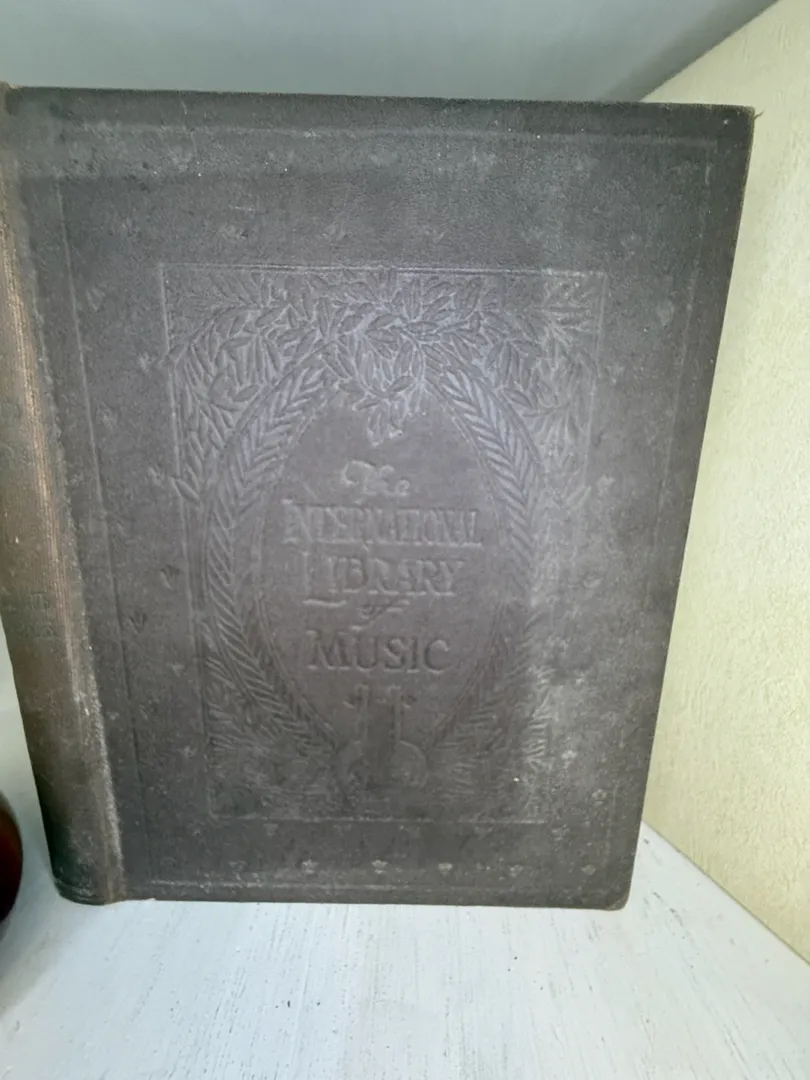 The
INTERNATIONAL
LIBRARY
of
MUSIC